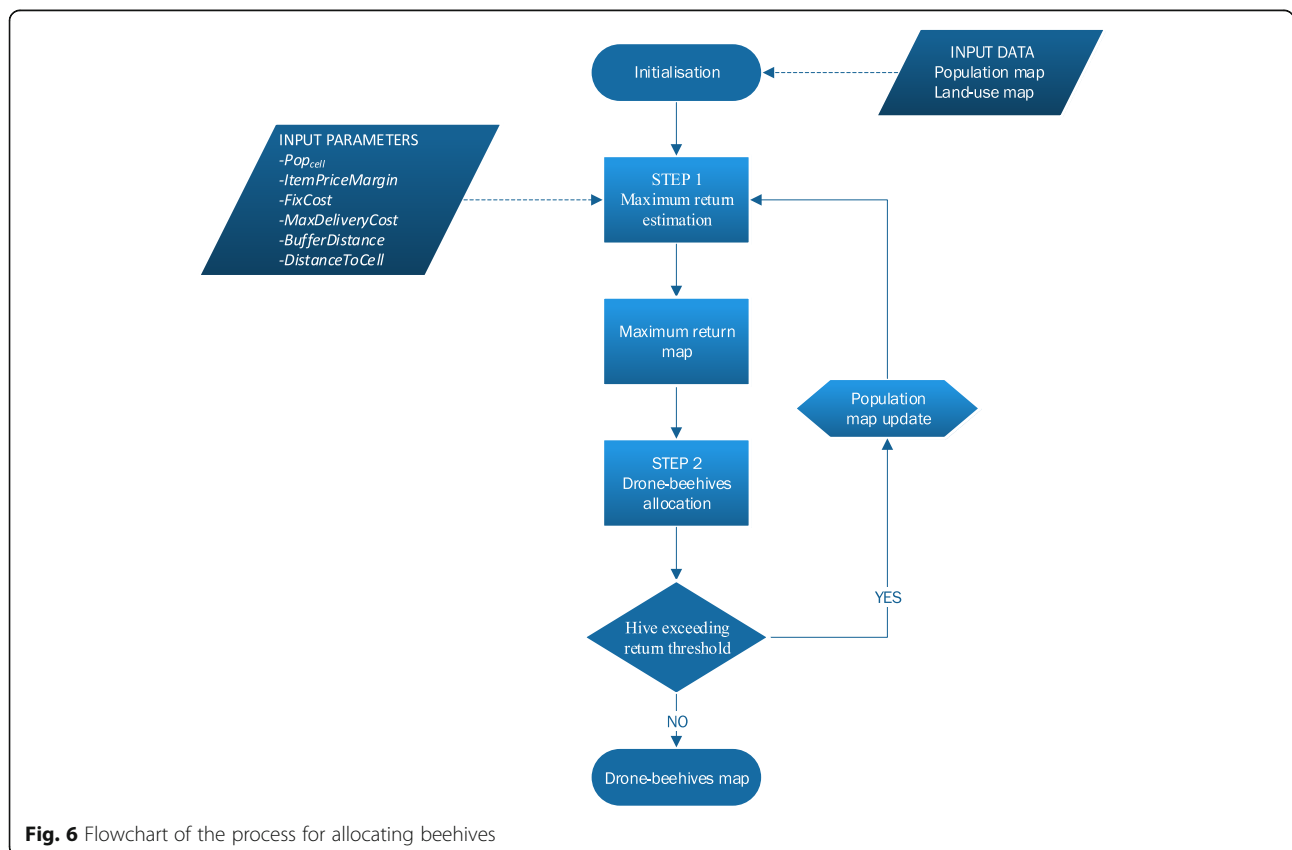 Initialisation
INPUT DATA
Population map
Land-use map
INPUT PARAMETERS
-Popcell
-ItemPriceMargin
-FixCost
-MaxDeliveryCost
-BufferDistance
-DistanceToCell
STEP 1
Maximum return
estimation
Maximum return
map
Population
map update
STEP 2
Drone-beehives
allocation
YES
Hive exceeding
return threshold
NO
Drone-beehives map
Fig. 6 Flowchart of the process for allocating beehives